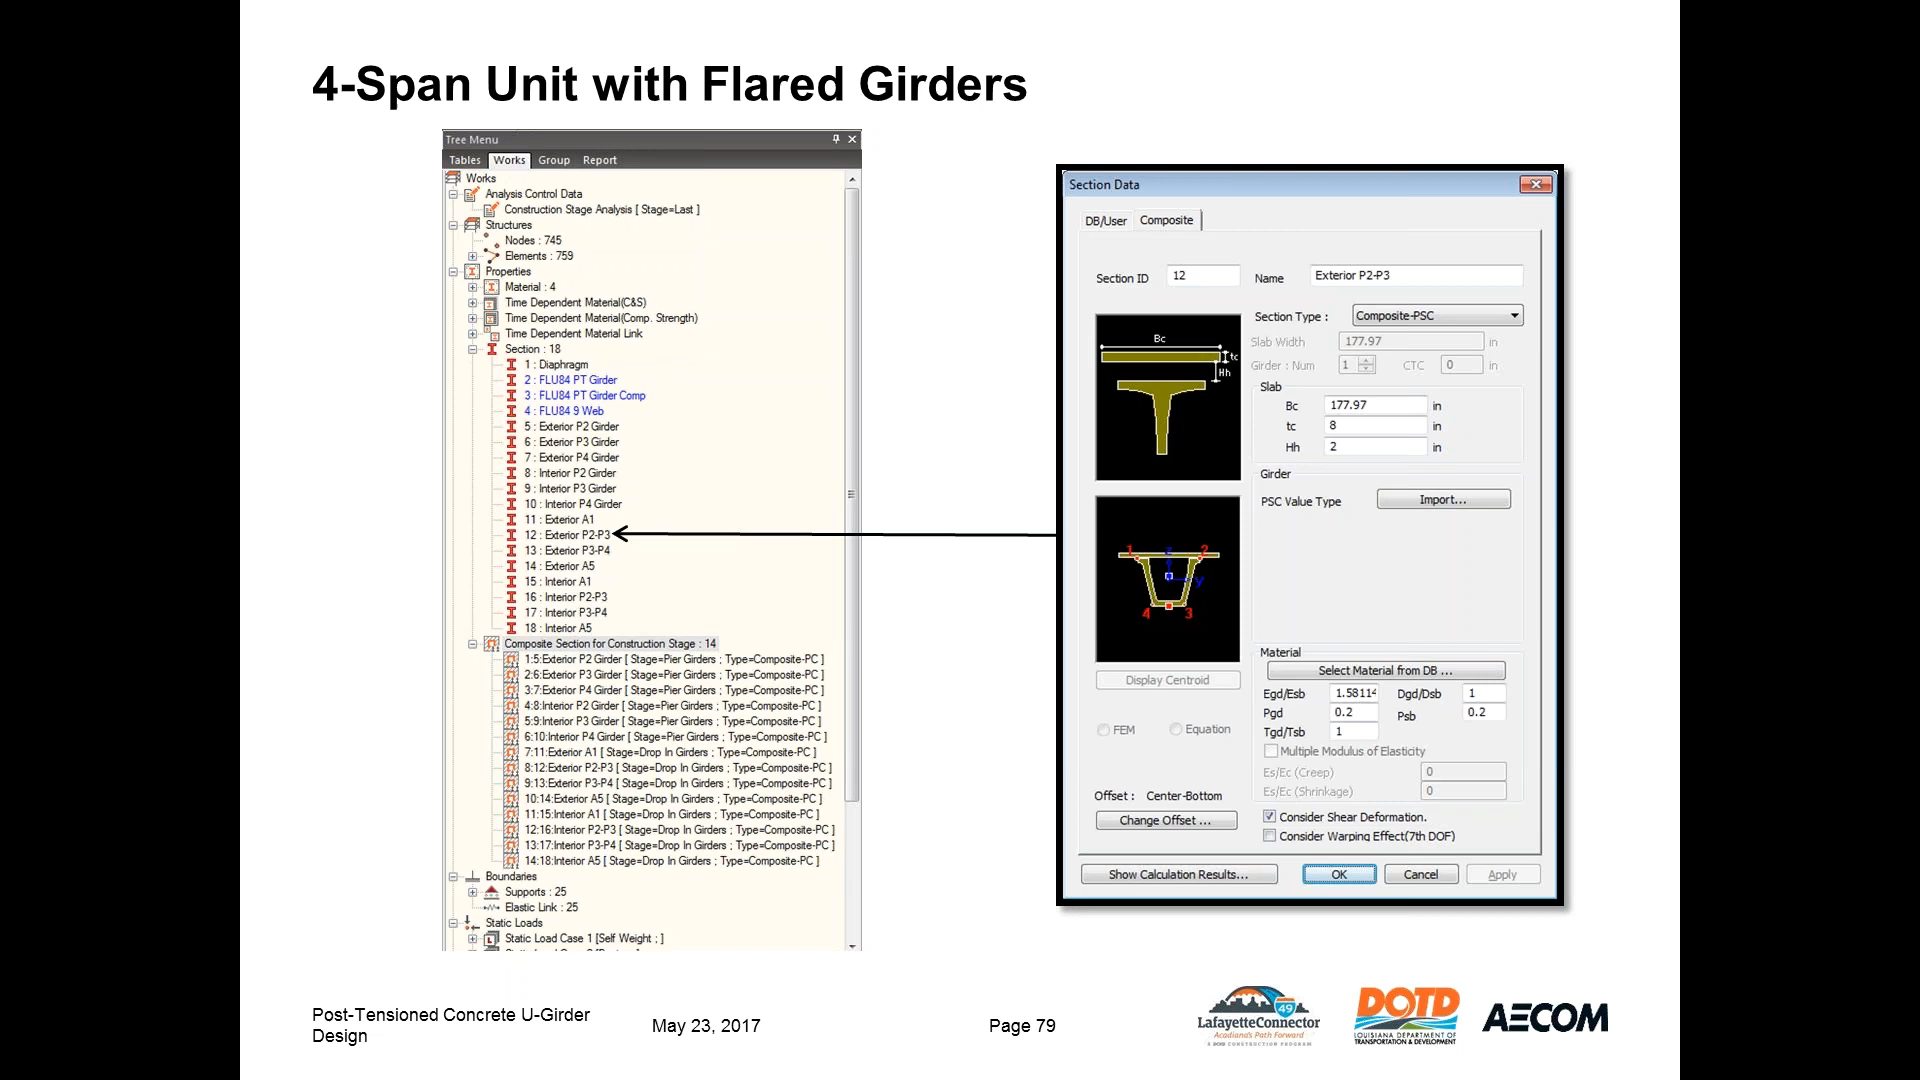 4-Span Unit with Flared Girders
Tree Menu
Tables Works Group Report
Works
Analysis Control Data
Construction Stage Analysis [ Stage=Last ]
Structures
Nodes : 745
Elements : 759
Properties
Material : 4
Time Dependent Material(C&S)
Time Dependent Material(Comp. Strength)
Time Dependent Material Link
Section : 18
1 : Diaphragm
2 : FLU84 PT Girder
3 : FLU84 PT Girder Comp
4 : FLU84 9 Web
5 : Exterior P2 Girder
6 : Exterior P3 Girder
7 : Exterior P4 Girder
8 : Interior P2 Girder
9 : Interior P3 Girder
10 : Interior P4 Girder
11 : Exterior A1
12 : Exterior P2-P3
13 : Exterior P3-P4
14 : Exterior A5
15 : Interior A1
16 : Interior P2-P3
17 : Interior P3-P4
18 : Interior A5
Composite Section for Construction Stage : 14
1:5:Exterior P2 Girder [ Stage=Pier Girders ; Type=Composite-PC ]
2:6:Exterior P3 Girder [ Stage=Pier Girders ; Type=Composite-PC ]
3:7:Exterior P4 Girder [ Stage=Pier Girders ; Type=Composite-PC ]
4:8:Interior P2 Girder [ Stage=Pier Girders ; Type=Composite-PC ]
5:9:Interior P3 Girder [ Stage=Pier Girders ; Type=Composite-PC ]
6:10:Interior P4 Girder [ Stage=Pier Girders ; Type=Composite-PC ]
7:11:Exterior A1 [ Stage=Drop In Girders ; Type=Composite-PC ]
8:12:Exterior P2-P3 [ Stage=Drop In Girders ; Type=Composite-PC ]
9:13:Exterior P3-P4 [ Stage=Drop In Girders ; Type=Composite-PC ]
10:14:Exterior A5 [ Stage=Drop In Girders ; Type=Composite-PC ]
11:15:Interior A1 [ Stage=Drop In Girders ; Type=Composite-PC ]
12:16:Interior P2-P3 [ Stage=Drop In Girders ; Type=Composite-PC ]
13:17:Interior P3-P4 [ Stage=Drop In Girders ; Type=Composite-PC ]
14:18:Interior A5 [ Stage=Drop In Girders ; Type=Composite-PC ]
Boundaries
Supports : 25
Elastic Link : 25
Static Loads
Static Load Case 1 [Self Weight ; ]
Section Data
DB/User Composite
Section ID 12 Name Exterior P2-P3
Section Type : Composite-PSC
Slab Width 177.97 in
Girder : Num 1 CTC 0 in
Slab
Bc 177.97 in
tc 8 in
Hh 2 in
Bc
tc
Hh
Girder
PSC Value Type Import...
1 2
z
y
4 3
Display Centroid
FEM Equation
Material
Select Material from DB ...
Egd/Esb 1.58114 Dgd/Dsb 1
Pgd 0.2 Psb 0.2
Tgd/Tsb 1
Multiple Modulus of Elasticity
Es/Ec (Creep) 0
Es/Ec (Shrinkage) 0
Offset : Center-Bottom
Change Offset ...
Consider Shear Deformation.
Consider Warping Effect(7th DOF)
Show Calculation Results... OK Cancel Apply
Post-Tensioned Concrete U-Girder
Design
May 23, 2017
Page 79
49
LafayetteConnector
Acadiana's Path Forward
A DOTD CONSTRUCTION PROGRAM
DOTD
LOUISIANA DEPARTMENT OF
TRANSPORTATION & DEVELOPMENT
AECOM